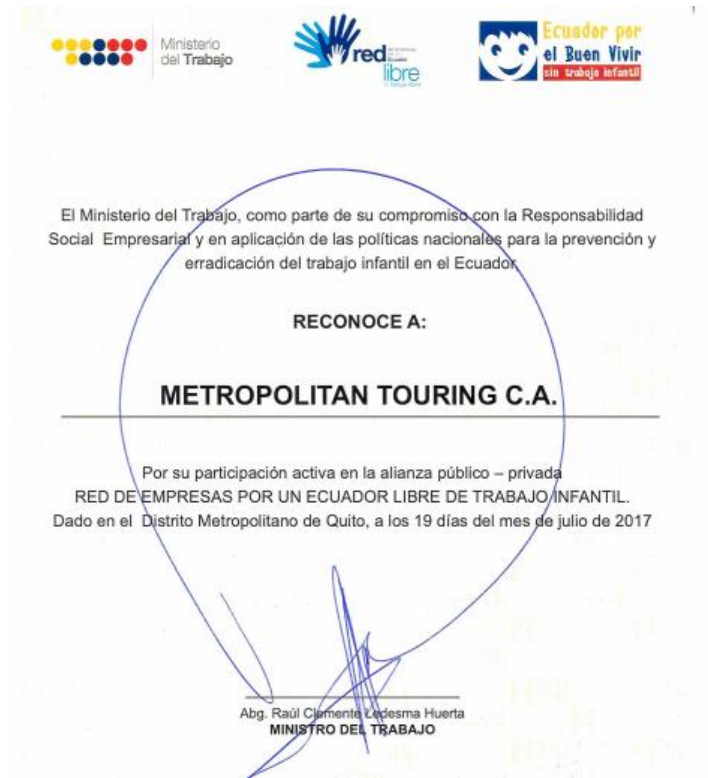 Ministerio
del Trabajo
red
libre
Ecuador por
el Buen Vivir
sin trabajo infantil
El Ministerio del Trabajo, como parte de su compromiso con la Responsabilidad
Social Empresarial y en aplicación de las políticas nacionales para la prevención y
erradicación del trabajo infantil en el Ecuador,
RECONOCE A:
METROPOLITAN TOURING C.A.
Por su participación activa en la alianza público – privada
RED DE EMPRESAS POR UN ECUADOR LIBRE DE TRABAJO INFANTIL.
Dado en el Distrito Metropolitano de Quito, a los 19 días del mes de julio de 2017
Abg. Raúl Clemente Ledesma Huerta
MINISTRO DEL TRABAJO